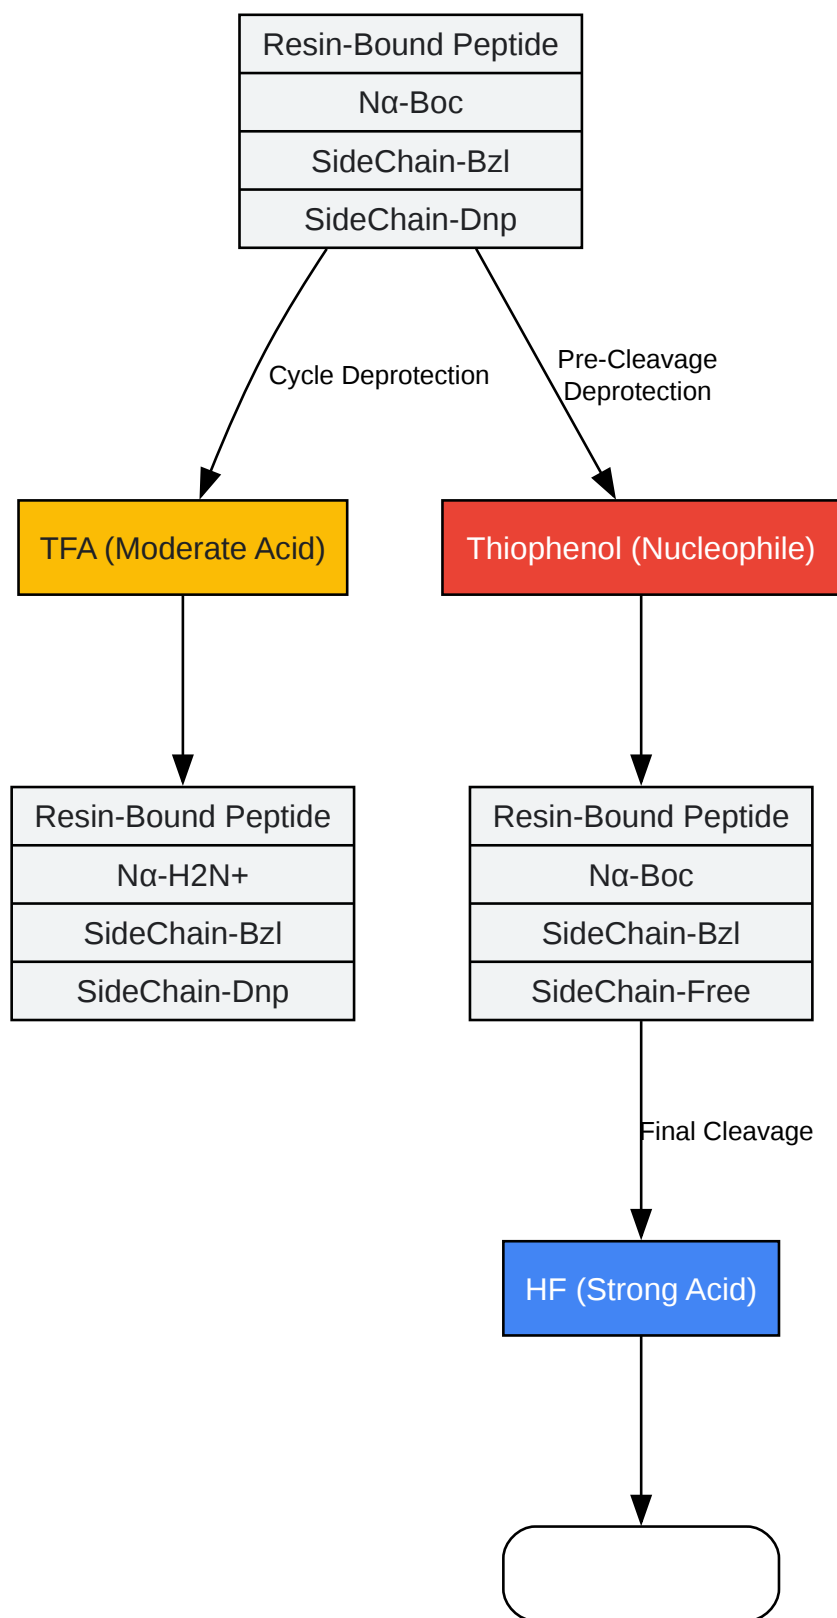 Resin-Bound Peptide
Nα-Boc
SideChain-Bzl
SideChain-Dnp
Cycle Deprotection
Pre-Cleavage
Deprotection
TFA (Moderate Acid)
Thiophenol (Nucleophile)
Resin-Bound Peptide
Nα-H2N+
SideChain-Bzl
SideChain-Dnp
Resin-Bound Peptide
Nα-Boc
SideChain-Bzl
SideChain-Free
Final Cleavage
HF (Strong Acid)